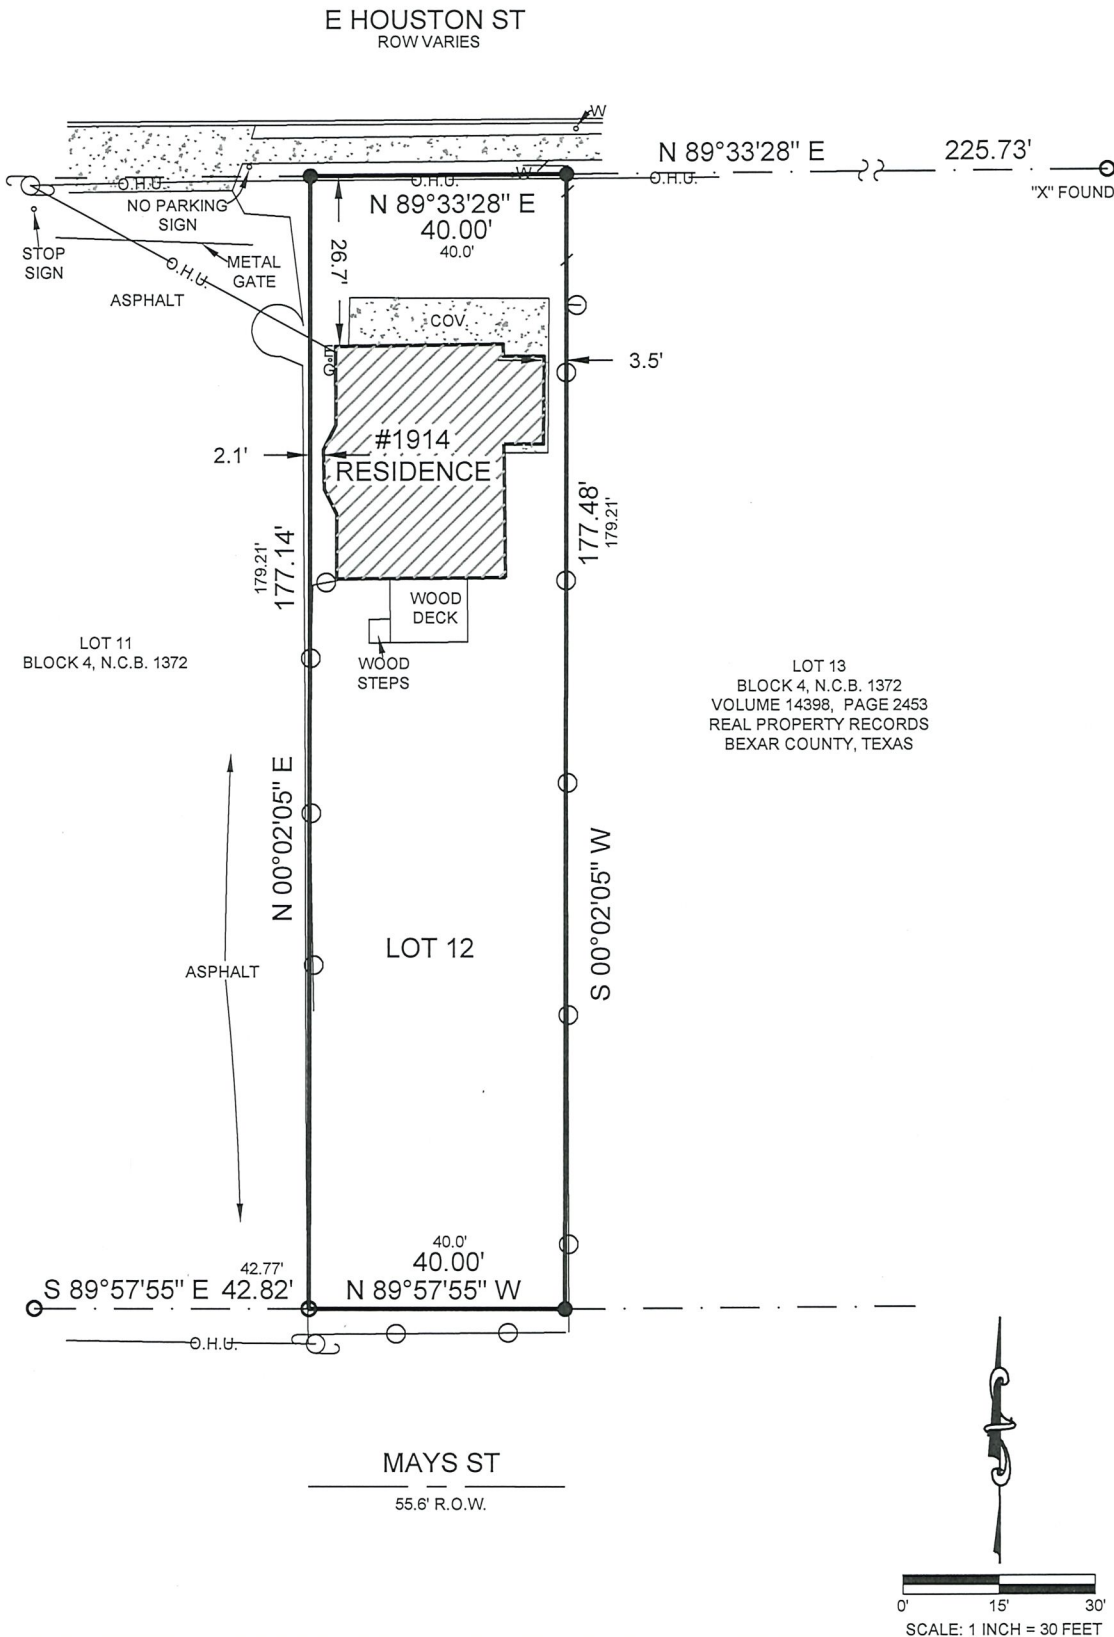 E HOUSTON ST
ROW VARIES
W
N 89°33'28" E
225.73'
"X" FOUND
W
O.H.U.
O.H.U.
O.H.U.
NO PARKING
SIGN
N 89°33'28" E
40.00'
40.0'
STOP
SIGN
METAL
GATE
O.H.U.
ASPHALT
26.7'
COV.
E
G
3.5'
2.1'
#1914
RESIDENCE
179.21'
177.14'
177.48'
179.21'
WOOD
DECK
WOOD
STEPS
LOT 11
BLOCK 4, N.C.B. 1372
LOT 13
BLOCK 4, N.C.B. 1372
VOLUME 14398, PAGE 2453
REAL PROPERTY RECORDS
BEXAR COUNTY, TEXAS
N 00°02'05" E
S 00°02'05" W
LOT 12
ASPHALT
42.77'
S 89°57'55" E 42.82'
40.0'
40.00'
N 89°57'55" W
O.H.U.
MAYS ST
55.6' R.O.W.
0' 15' 30'
SCALE: 1 INCH = 30 FEET